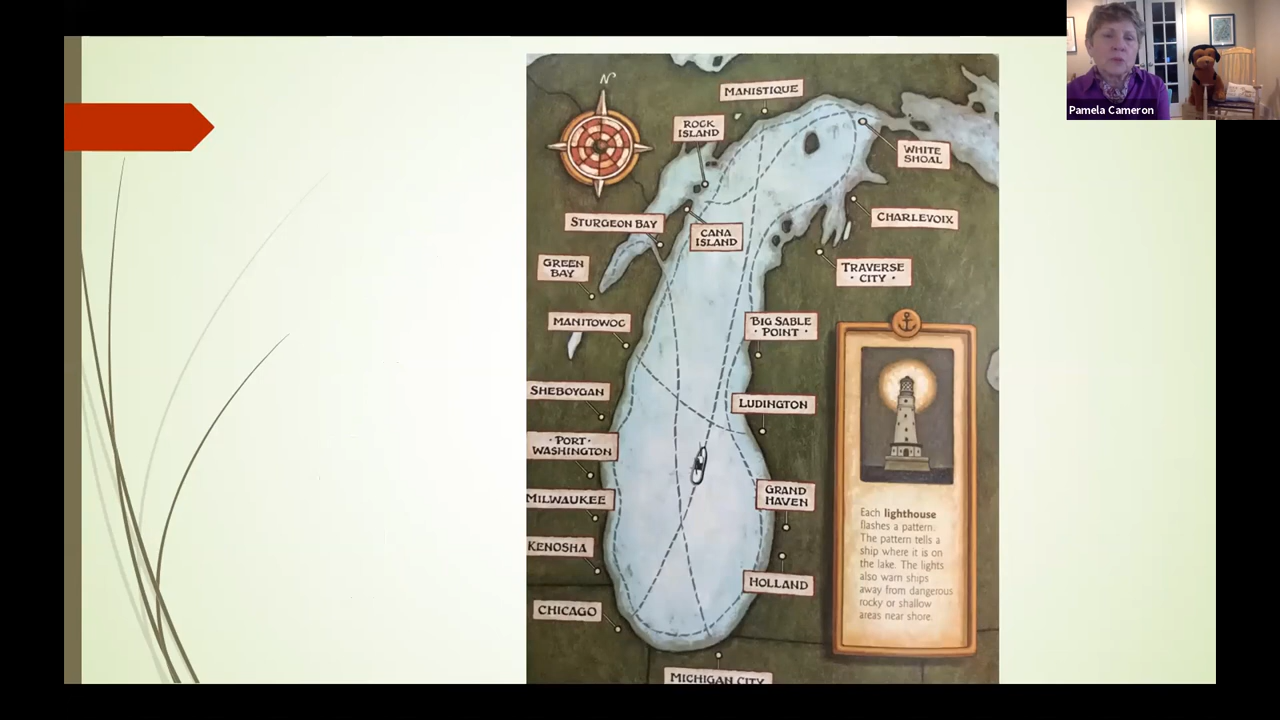 Pamela Cameron
N
MANISTIQUE
ROCK
ISLAND
WHITE
SHOAL
STURGEON BAY
CANA
ISLAND
CHARLEVOIX
GREEN
BAY
TRAVERSE
• CITY •
MANITOWOC
BIG SABLE
• POINT •
SHEBOYGAN
LUDINGTON
• PORT •
WASHINGTON
MILWAUKEE
GRAND
HAVEN
KENOSHA
HOLLAND
CHICAGO
MICHIGAN CITY
Each lighthouse
flashes a pattern.
The pattern tells a
ship where it is on
the lake. The lights
also warn ships
away from dangerous
rocky or shallow
areas near shore.